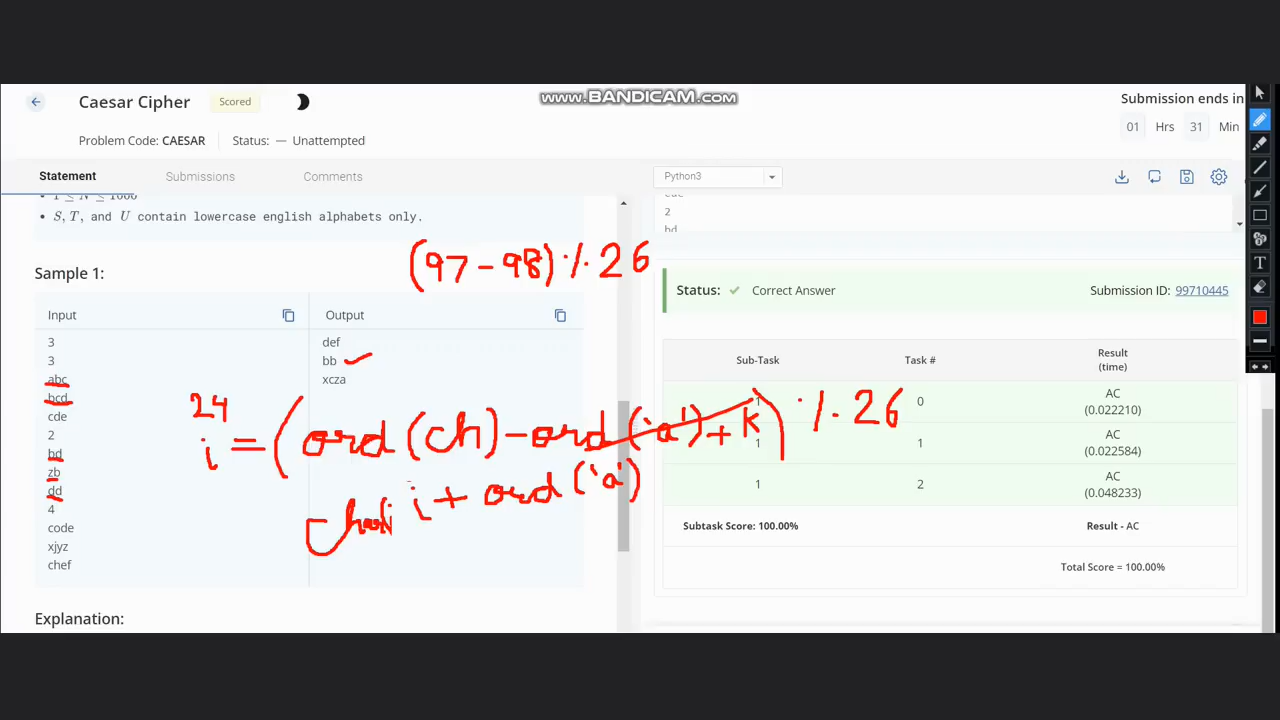 www.BANDICAM.com
Caesar Cipher Scored
Submission ends in
Problem Code: CAESAR Status: — Unattempted
01 Hrs 31 Min
Statement Submissions Comments
Python3
• 1 ≤ N ≤ 1000
• S, T, and U contain lowercase english alphabets only.
2
bd
(97 - 98) % 26
Sample 1:
Status: ✓ Correct Answer
Submission ID: 99710445
Input
3
3
abc
bcd
cde
2
bd
zb
dd
4
code
xjyz
chef
Output
def
bb
xcza
24
i = (ord(ch) - ord('a') + k) % 26
i + ord('a')
Sub-Task Task # Result
(time)
1 0 AC
(0.022210)
1 1 AC
(0.022584)
1 2 AC
(0.048233)
Subtask Score: 100.00% Result - AC
Total Score = 100.00%
Explanation: